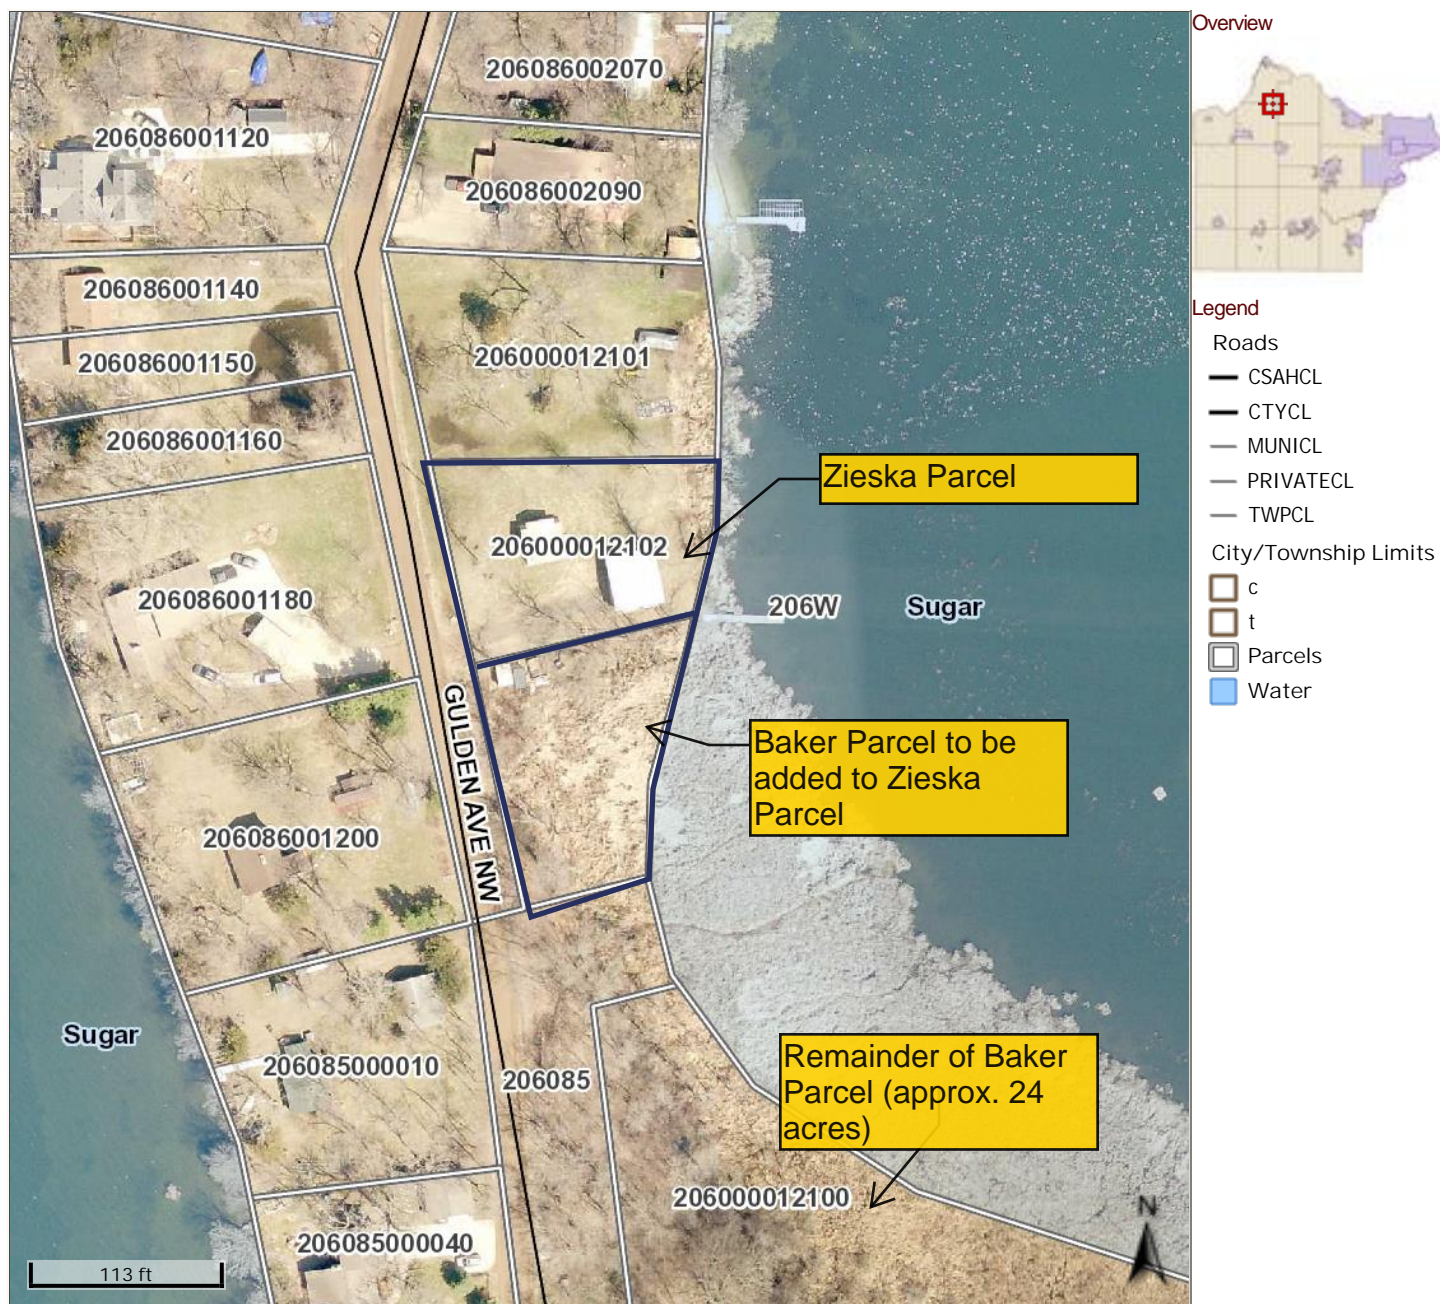 206086002070
206086001120
206086002090
206086001140
206000012101
206086001150
206086001160
Zieska Parcel
206000012102
206086001180
206W
Sugar
GULDEN AVE NW
Baker Parcel to be
added to Zieska
Parcel
206086001200
Sugar
206085000010
206085
Remainder of Baker
Parcel (approx. 24
acres)
206000012100
206085000040
113 ft
N
Overview
Legend
Roads
CSAHCL
CTYCL
MUNICL
PRIVATECL
TWPCL
City/Township Limits
c
t
Parcels
Water